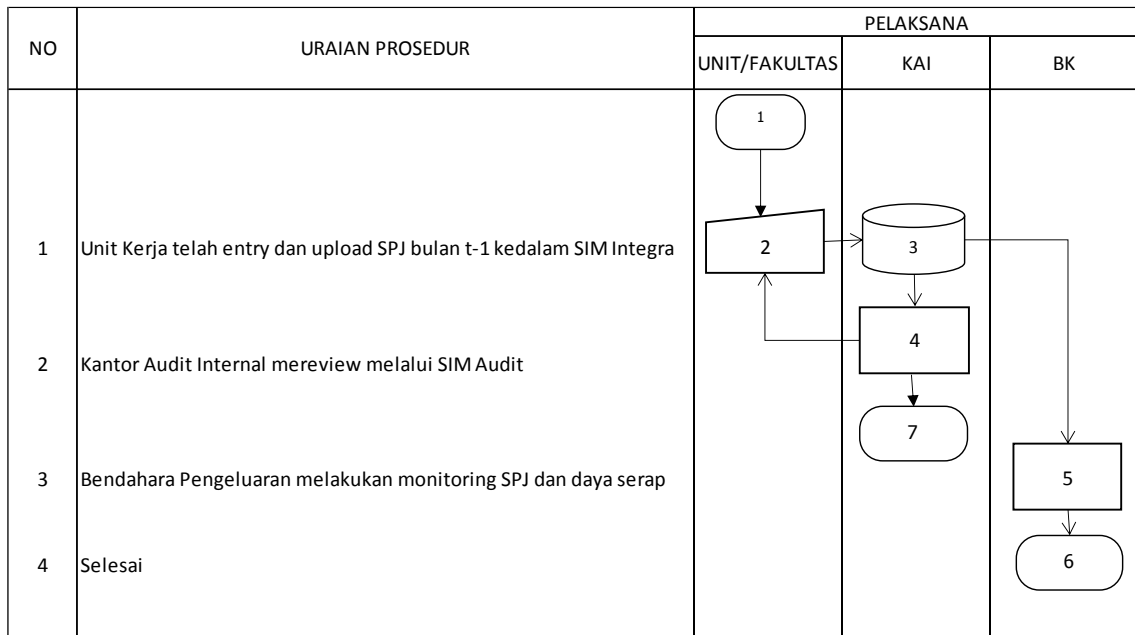 NO
URAIAN PROSEDUR
PELAKSANA
UNIT/FAKULTAS
KAI
BK
1
1
Unit Kerja telah entry dan upload SPJ bulan t-1 kedalam SIM Integra
2
3
4
2
Kantor Audit Internal mereview melalui SIM Audit
7
3
Bendahara Pengeluaran melakukan monitoring SPJ dan daya serap
5
4
Selesai
6